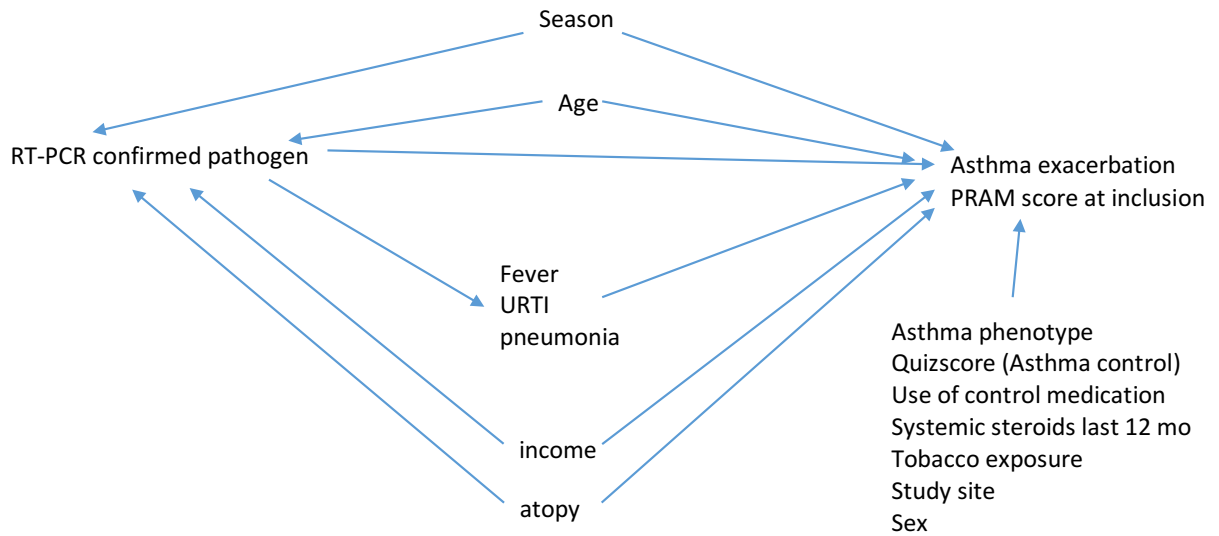 Season
Age
RT-PCR confirmed pathogen
Asthma exacerbation
PRAM score at inclusion
Fever
URTI
pneumonia
Asthma phenotype
Quizscore (Asthma control)
Use of control medication
Systemic steroids last 12 mo
Tobacco exposure
Study site
Sex
income
atopy